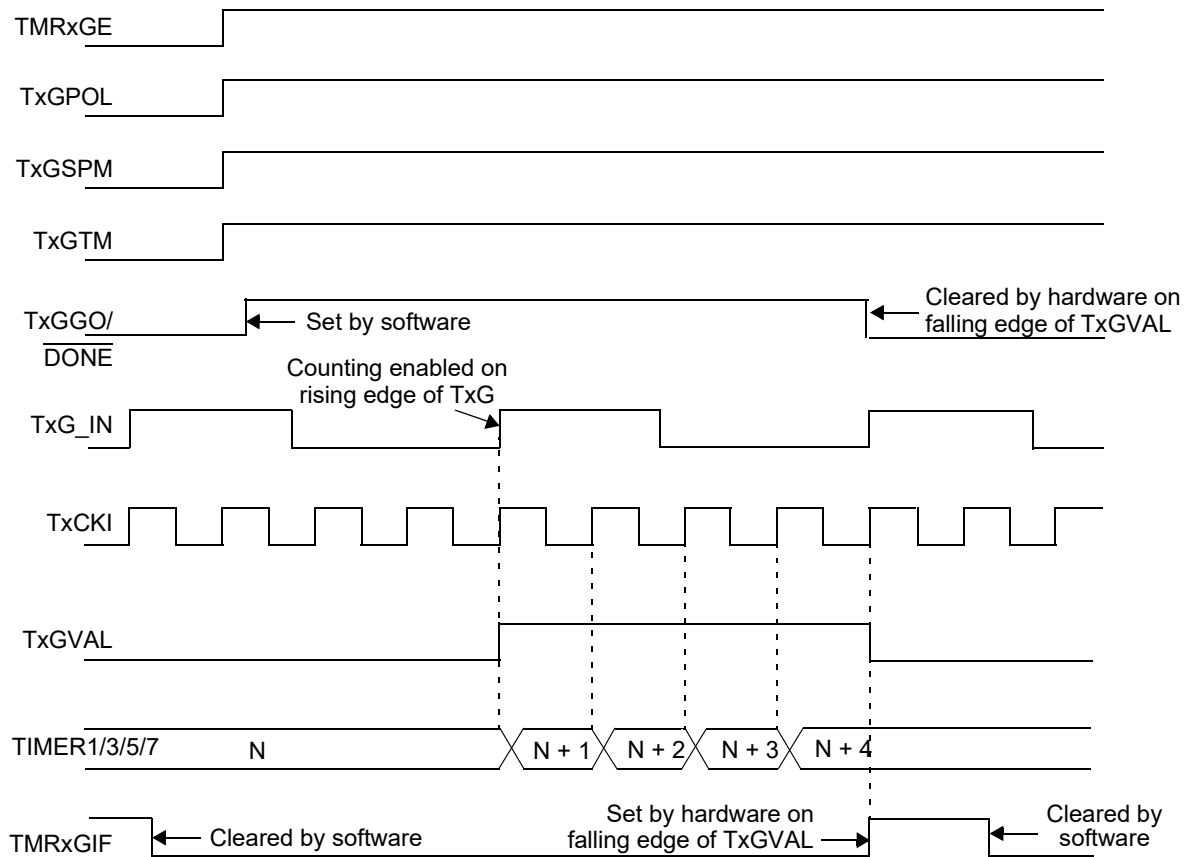 TMRxGE
TxGPOL
TxGSPM
TxGTM
TxGGO/
DONE
Set by software
Cleared by hardware on
falling edge of TxGVAL
Counting enabled on
rising edge of TxG
TxG_IN
TxCKI
TxGVAL
TIMER1/3/5/7
N
N + 1
N + 2
N + 3
N + 4
TMRxGIF
Cleared by software
Set by hardware on
falling edge of TxGVAL
Cleared by
software